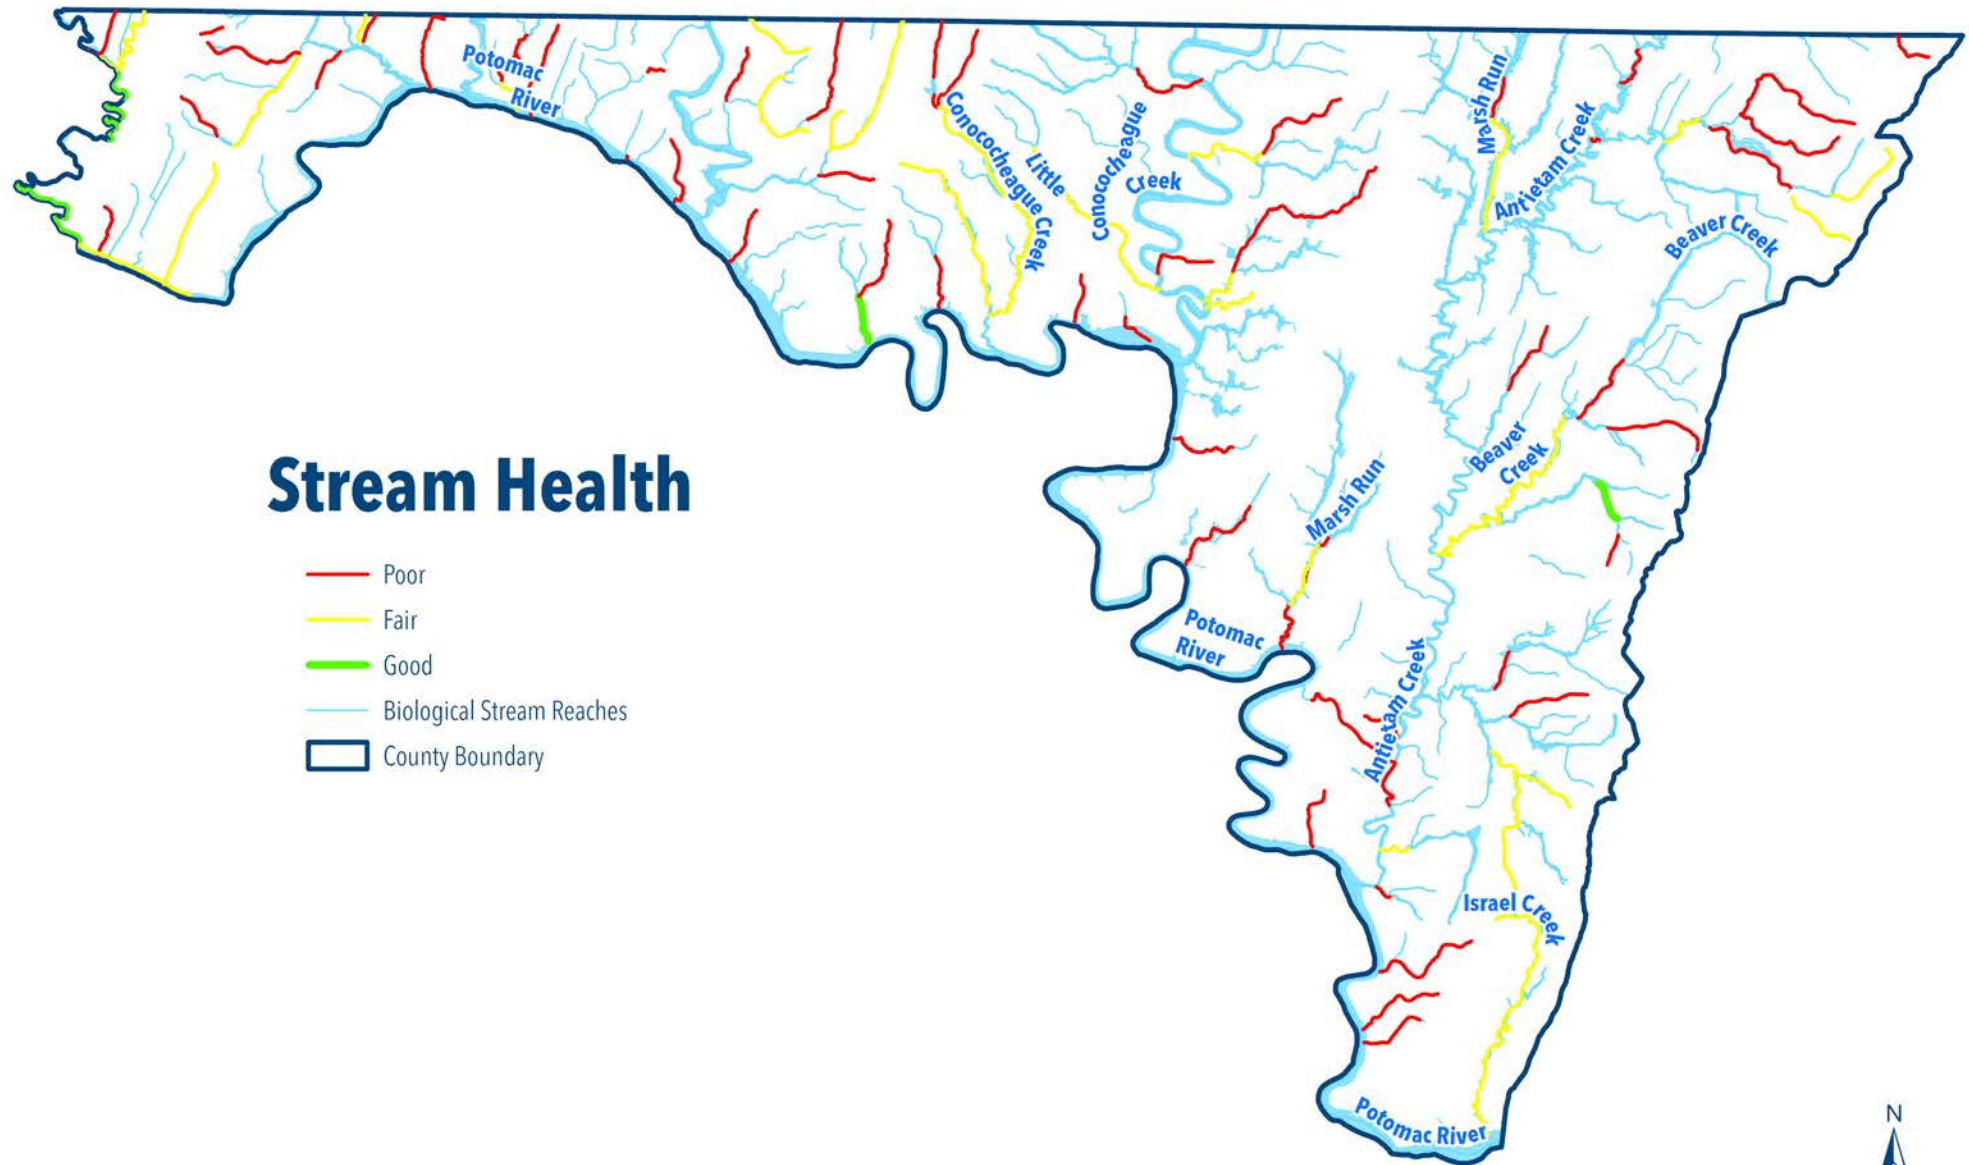 Potomac
River
Conococheague Creek
Little
Conococheague
Creek
Marsh Run
Antietam Creek
Beaver Creek
Stream Health
Poor
Fair
Good
Biological Stream Reaches
County Boundary
Beaver
Creek
Marsh Run
Potomac
River
Antietam Creek
Israel Creek
Potomac River
N